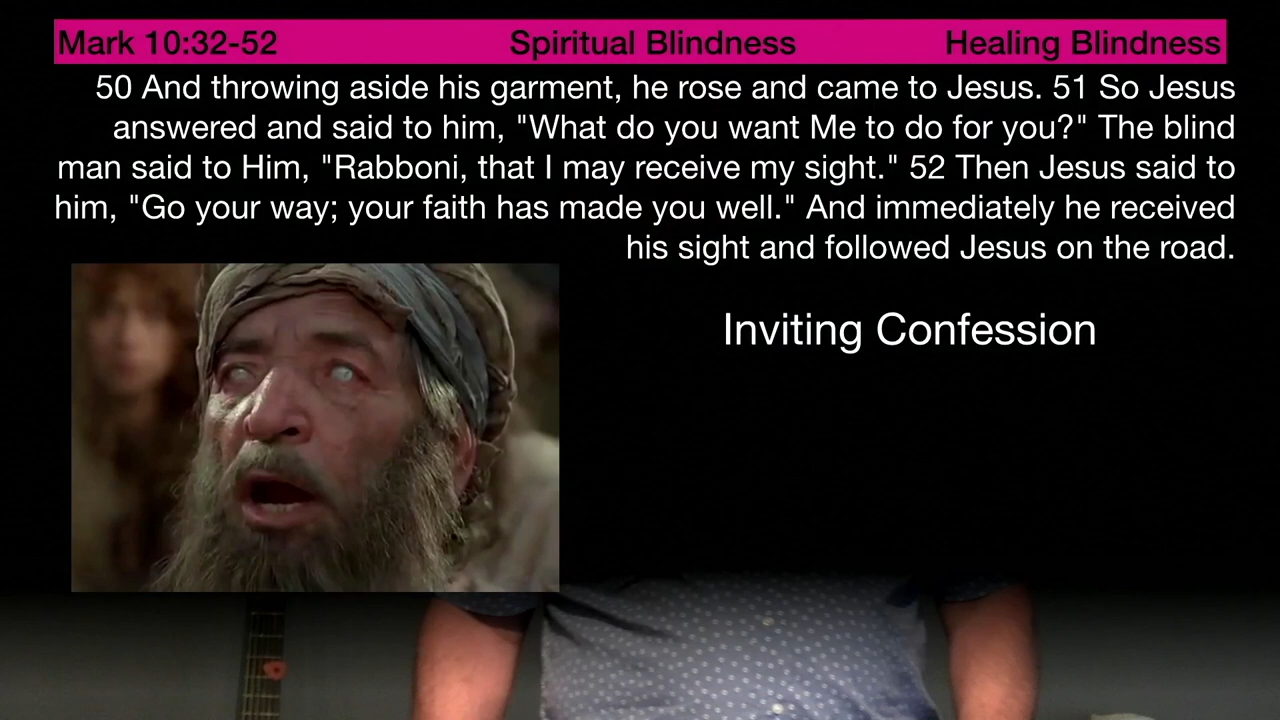 Mark 10:32-52 Spiritual Blindness Healing Blindness
50 And throwing aside his garment, he rose and came to Jesus. 51 So Jesus
answered and said to him, "What do you want Me to do for you?" The blind
man said to Him, "Rabboni, that I may receive my sight." 52 Then Jesus said to
him, "Go your way; your faith has made you well." And immediately he received
his sight and followed Jesus on the road.
Inviting Confession